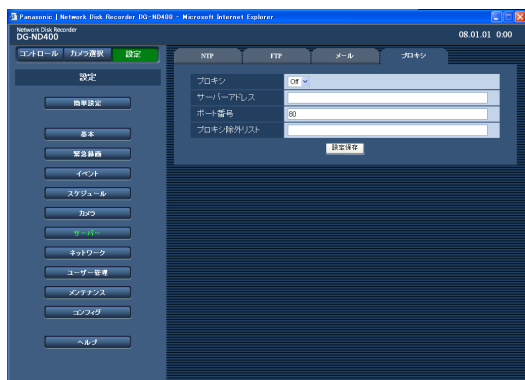 Panasonic | Network Disk Recorder DG-ND400 - Microsoft Internet Explorer
Network Disk Recorder
DG-ND400
08.01.01 0:00
コントロール カメラ選択 設定
NTP FTP メール プロキシ
設定
簡単設定
基本
緊急録画
イベント
スケジュール
カメラ
サーバー
ネットワーク
ユーザー管理
メンテナンス
コンフィグ
ヘルプ
プロキシ Off
サーバーアドレス
ポート番号 80
プロキシ除外リスト
設定保存